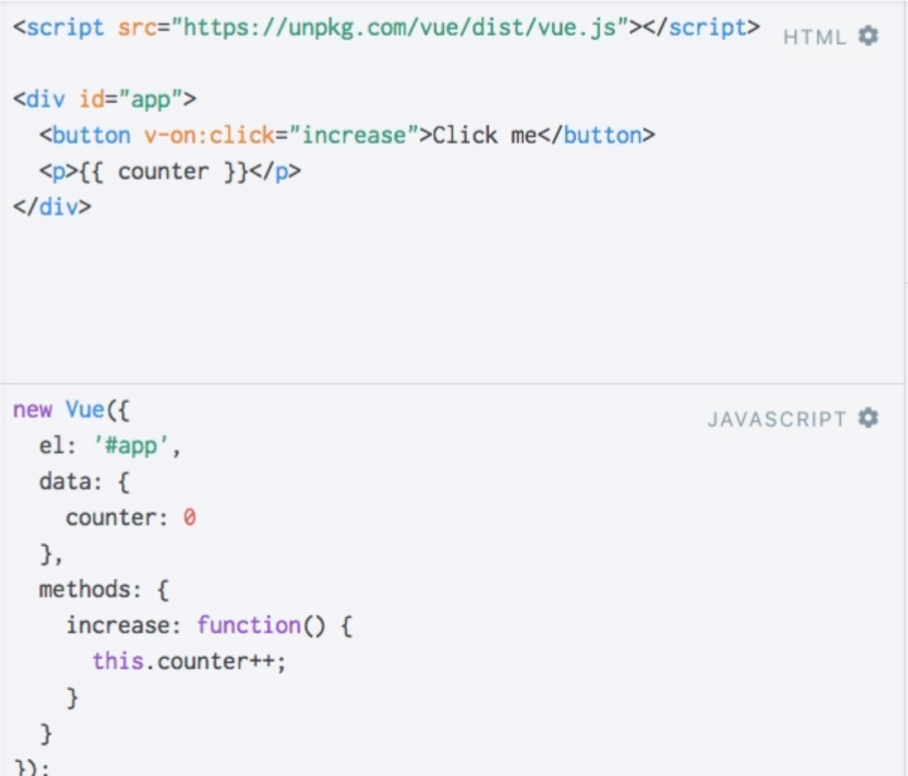 <script src="https://unpkg.com/vue/dist/vue.js"></script>
HTML
<div id="app">
  <button v-on:click="increase">Click me</button>
  <p>{{ counter }}</p>
</div>
new Vue({
JAVASCRIPT
  el: '#app',
  data: {
    counter: 0
  },
  methods: {
    increase: function() {
      this.counter++;
    }
  }
});